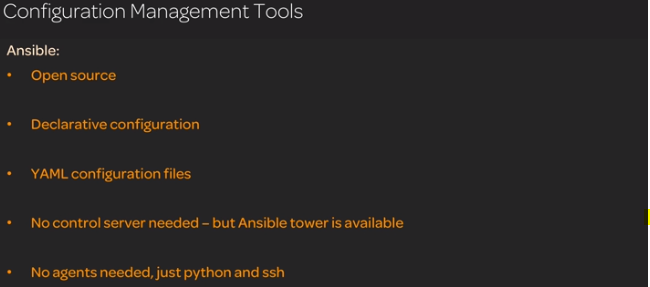 Configuration Management Tools
Ansible:
• Open source
• Declarative configuration
• YAML configuration files
• No control server needed – but Ansible tower is available
• No agents needed, just python and ssh